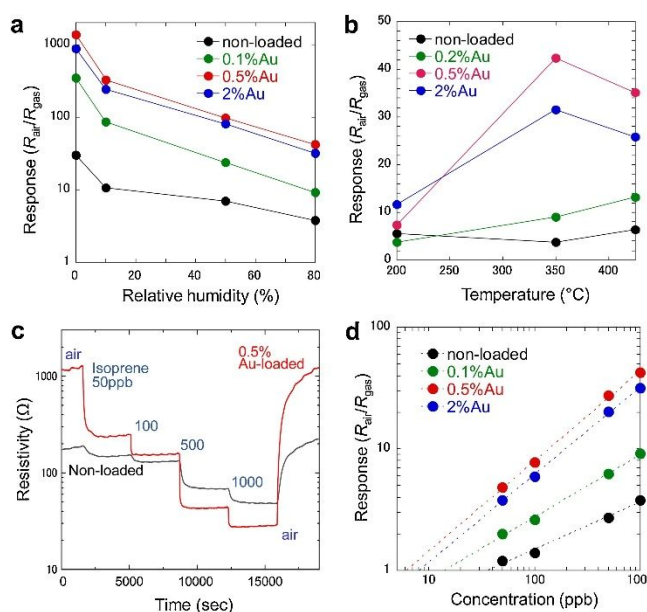 a
non-loaded
0.1%Au
0.5%Au
2%Au
Response (Rair/Rgas)
1000
100
10
1
0 10 20 30 40 50 60 70 80
Relative humidity (%)
b
non-loaded
0.2%Au
0.5%Au
2%Au
Response (Rair/Rgas)
50
40
30
20
10
0
200 250 300 350 400
Temperature (°C)
c
air
Isoprene
50ppb
0.5%
Au-loaded
100
500
1000
Non-loaded
air
Resistivity (Ω)
1000
100
10
0 5000 10000 15000
Time (sec)
d
non-loaded
0.1%Au
0.5%Au
2%Au
Response (Rair/Rgas)
100
10
1
10 100 100
Concentration (ppb)